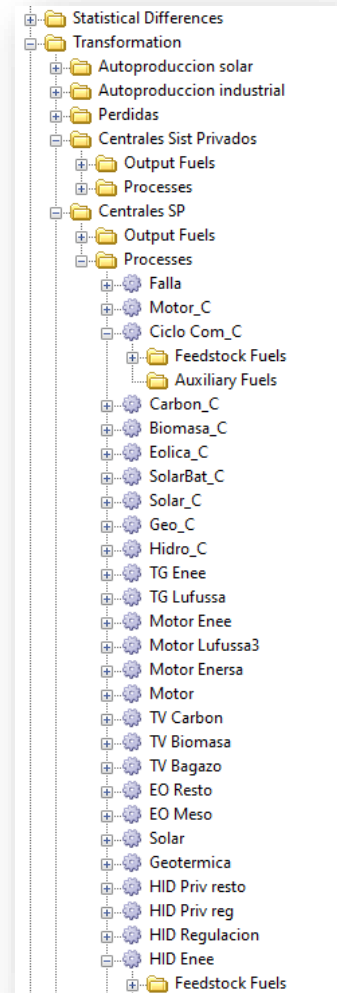 Statistical Differences
Transformation
Autoproduccion solar
Autoproduccion industrial
Perdidas
Centrales Sist Privados
Output Fuels
Processes
Centrales SP
Output Fuels
Processes
Falla
Motor_C
Ciclo Com_C
Feedstock Fuels
Auxiliary Fuels
Carbon_C
Biomasa_C
Eolica_C
SolarBat_C
Solar_C
Geo_C
Hidro_C
TG Enee
TG Lufussa
Motor Enee
Motor Lufussa3
Motor Enersa
Motor
TV Carbon
TV Biomasa
TV Bagazo
EO Resto
EO Meso
Solar
Geotermica
HID Priv resto
HID Priv reg
HID Regulacion
HID Enee
Feedstock Fuels